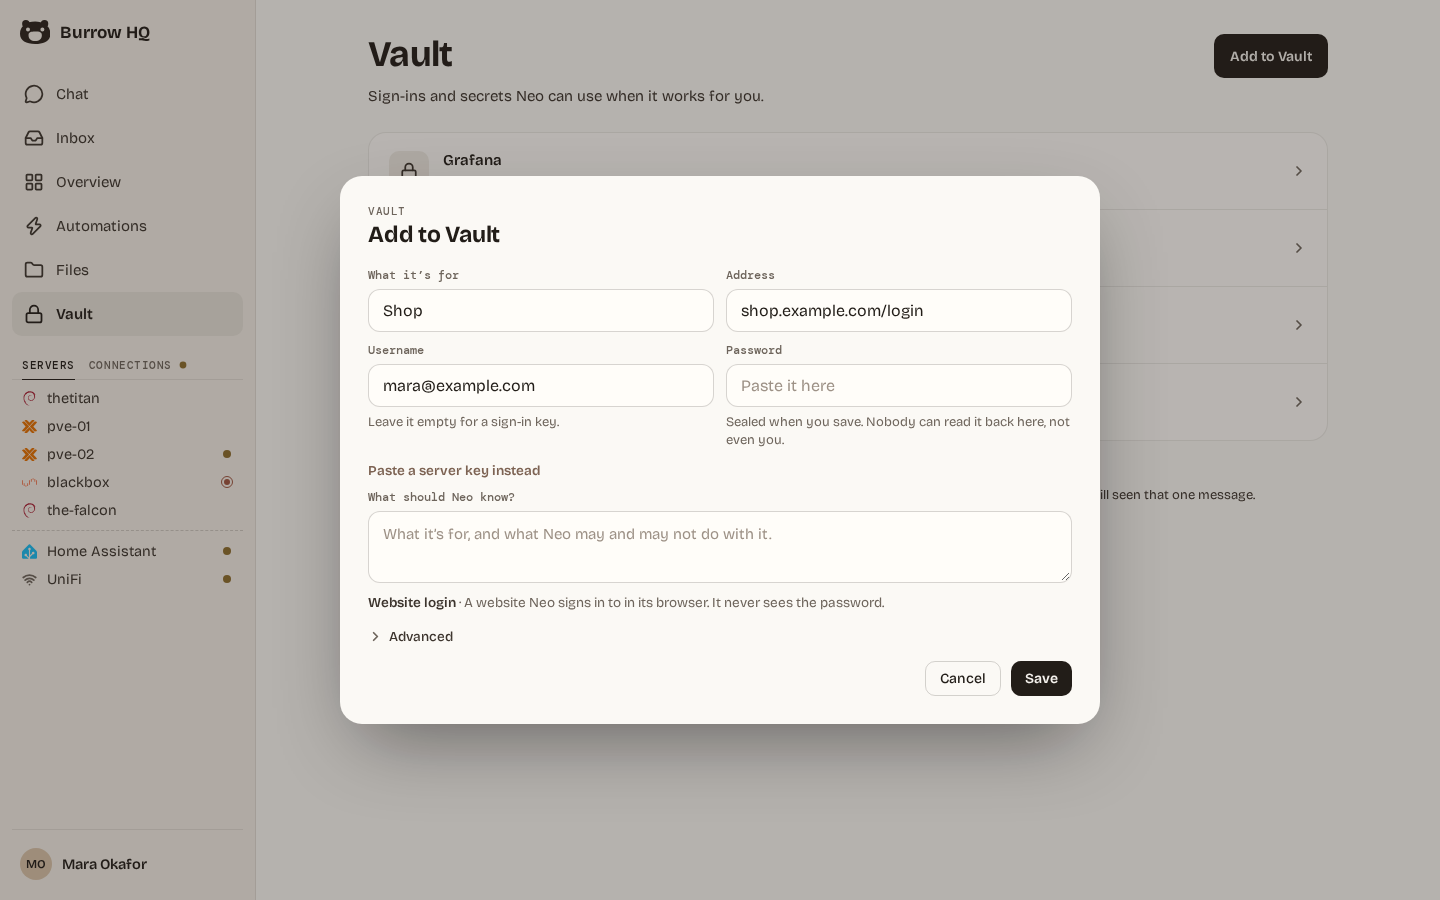 Burrow HQ
Chat
Inbox
Overview
Automations
Files
Vault
SERVERS CONNECTIONS
thetitan
pve-01
pve-02
blackbox
the-falcon
Home Assistant
UniFi
MO Mara Okafor
Vault
Add to Vault
Sign-ins and secrets Neo can use when it works for you.
Grafana
VAULT
Add to Vault
What it's for
Shop
Address
shop.example.com/login
Username
mara@example.com
Leave it empty for a sign-in key.
Password
Paste it here
Sealed when you save. Nobody can read it back here, not
even you.
Paste a server key instead
What should Neo know?
What it's for, and what Neo may and may not do with it.
Website login · A website Neo signs in to in its browser. It never sees the password.
Advanced
Cancel
Save
seen that one message.